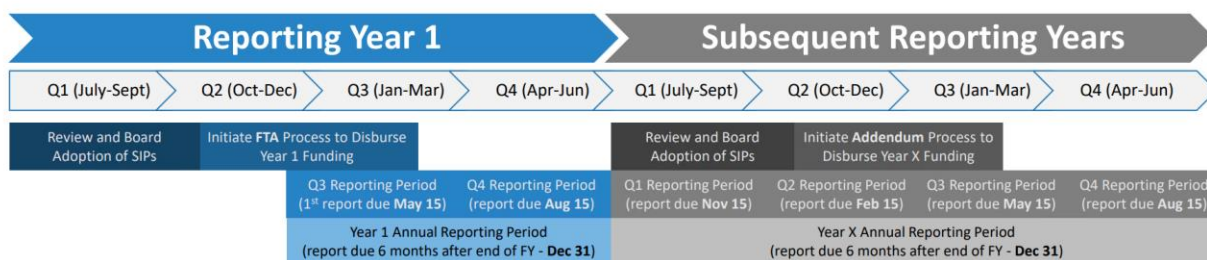 Reporting Year 1
Subsequent Reporting Years
Q1 (July-Sept)
Q2 (Oct-Dec)
Q3 (Jan-Mar)
Q4 (Apr-Jun)
Q1 (July-Sept)
Q2 (Oct-Dec)
Q3 (Jan-Mar)
Q4 (Apr-Jun)
Review and Board
Adoption of SIPs
Initiate FTA Process to Disburse
Year 1 Funding
Review and Board
Adoption of SIPs
Initiate Addendum Process to
Disburse Year X Funding
Q3 Reporting Period
(1st report due May 15)
Q4 Reporting Period
(report due Aug 15)
Q1 Reporting Period
(report due Nov 15)
Q2 Reporting Period
(report due Feb 15)
Q3 Reporting Period
(report due May 15)
Q4 Reporting Period
(report due Aug 15)
Year 1 Annual Reporting Period
(report due 6 months after end of FY - Dec 31)
Year X Annual Reporting Period
(report due 6 months after end of FY - Dec 31)